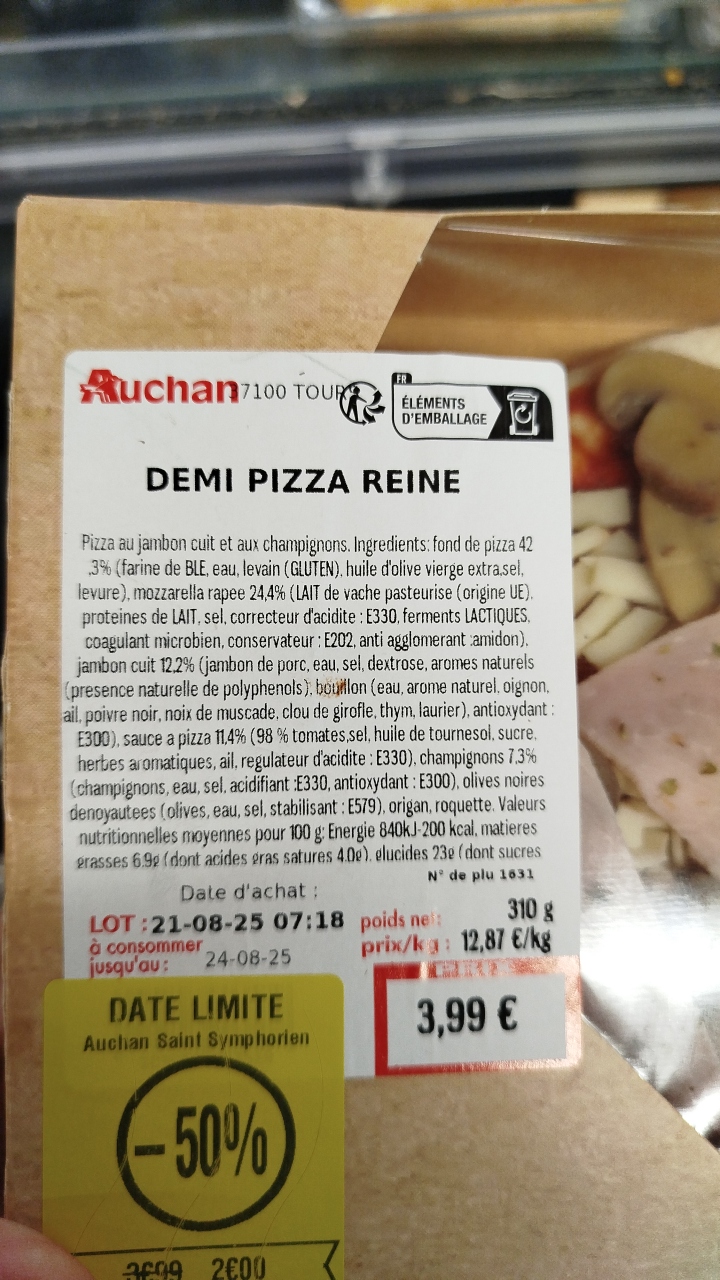 Auchan 37100 TOUR
FR
ÉLÉMENTS
D'EMBALLAGE
DEMI PIZZA REINE
Pizza au jambon cuit et aux champignons. Ingredients: fond de pizza 42
,3% (farine de BLE, eau, levain (GLUTEN), huile d'olive vierge extra,sel,
levure), mozzarella rapee 24,4% (LAIT de vache pasteurise (origine UE),
proteines de LAIT, sel, correcteur d'acidite : E330, ferments LACTIQUES,
coagulant microbien, conservateur : E202, anti agglomerant :amidon),
jambon cuit 12,2% (jambon de porc, eau, sel, dextrose, aromes naturels
(presence naturelle de polyphenols), bouillon (eau, arome naturel, oignon,
ail, poivre noir, noix de muscade, clou de girofle, thym, laurier), antioxydant :
E300), sauce a pizza 11,4% (98 % tomates,sel, huile de tournesol, sucre,
herbes aromatiques, ail, regulateur d'acidite : E330), champignons 7,3%
(champignons, eau, sel, acidifiant :E330, antioxydant : E300), olives noires
denoyautees (olives, eau, sel, stabilisant : E579), origan, roquette. Valeurs
nutritionnelles moyennes pour 100 g: Energie 840kJ-200 kcal, matieres
grasses 6.9g (dont acides gras satures 4.0g), glucides 23g (dont sucres
N° de plu 1631
Date d'achat :
LOT : 21-08-25 07:18
poids net: 310 g
à consommer
jusqu'au : 24-08-25
prix/kg : 12,87 €/kg
3,99 €
DATE LIMITE
Auchan Saint Symphorien
-50%
3€99 2€00